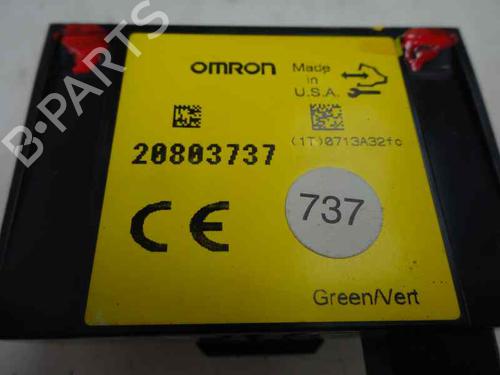 B-PARTS
OMRON
Made
in
U.S.A.
20803737
(1T)0713A32fc
CE
737
Green/Vert